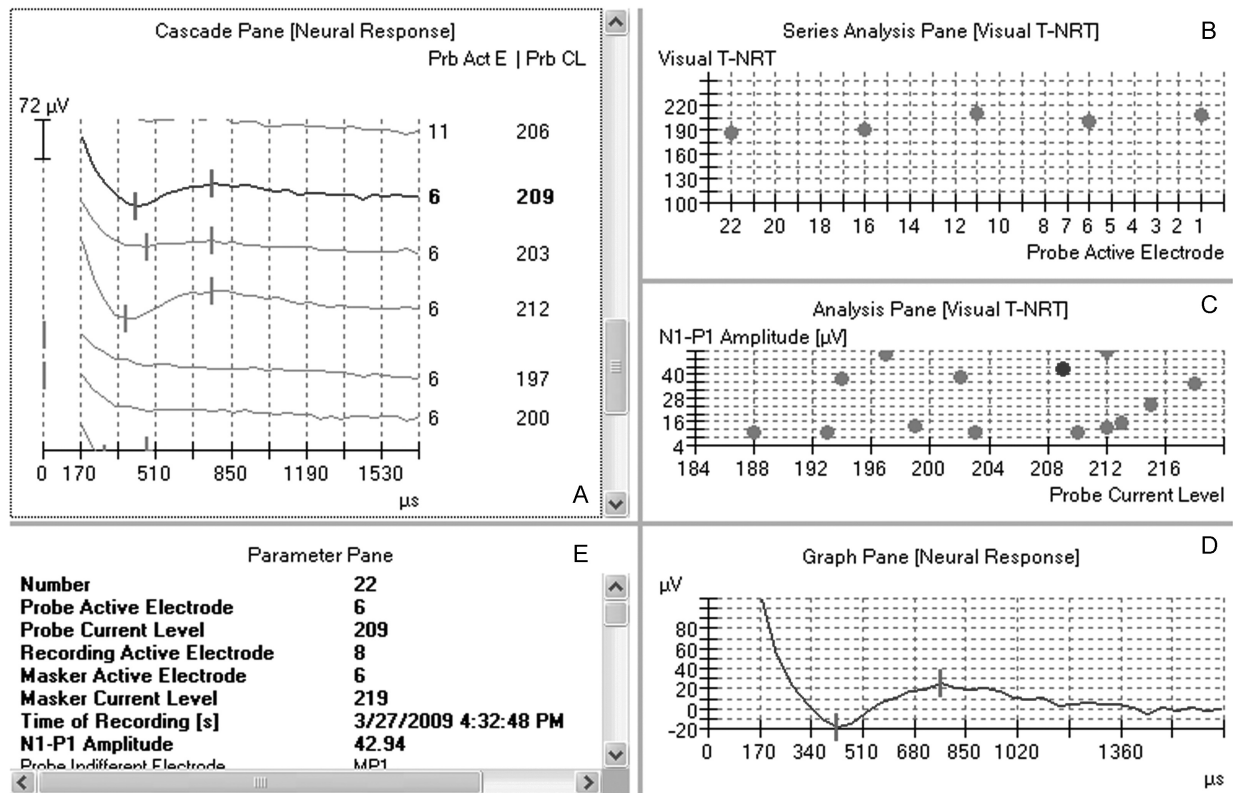 Cascade Pane [Neural Response]
Prb Act E | Prb CL
72 µV
11 206
6 209
6 203
6 212
6 197
6 200
0 170 510 850 1190 1530
µs
A
Series Analysis Pane [Visual T-NRT]
B
Visual T-NRT
220
190
160
130
100
22 20 18 16 14 12 10 8 7 6 5 4 3 2 1
Probe Active Electrode
Analysis Pane [Visual T-NRT]
C
N1-P1 Amplitude [µV]
40
28
16
4
184 188 192 196 200 204 208 212 216
Probe Current Level
Parameter Pane
E
Number 22
Probe Active Electrode 6
Probe Current Level 209
Recording Active Electrode 8
Masker Active Electrode 6
Masker Current Level 219
Time of Recording [s] 3/27/2009 4:32:48 PM
N1-P1 Amplitude 42.94
Probe Indifferent Electrode MP1
Graph Pane [Neural Response]
D
µV
80
60
40
20
0
-20
0 170 340 510 680 850 1020 1360
µs